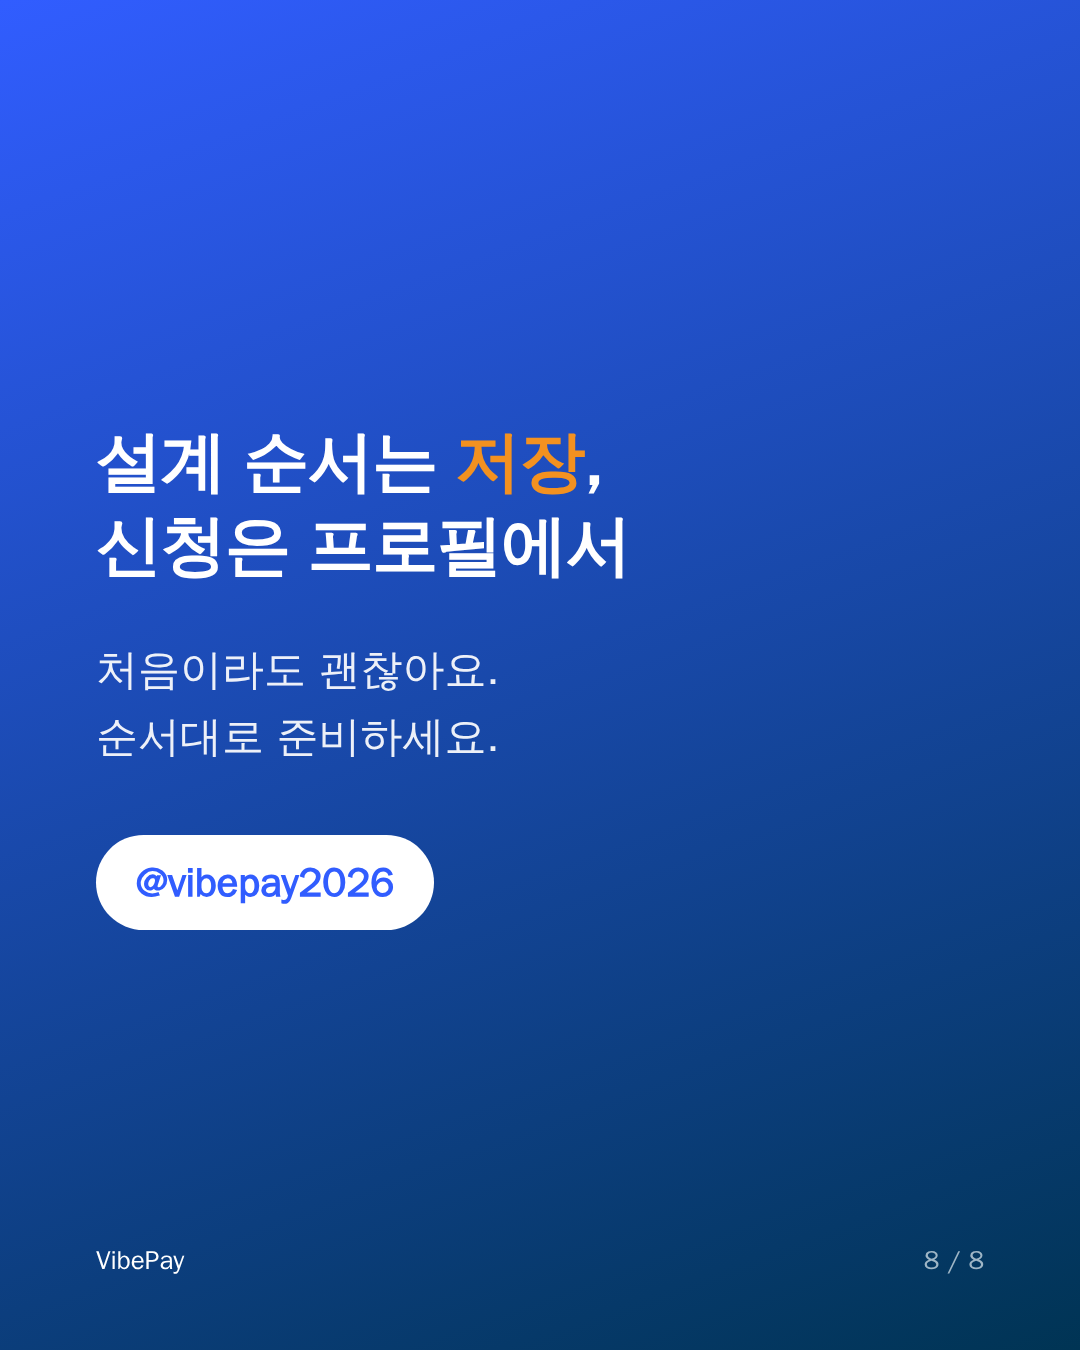 설계 순서는 저장,
신청은 프로필에서
처음이라도 괜찮아요.
순서대로 준비하세요.
@vibepay2026
VibePay
8 / 8